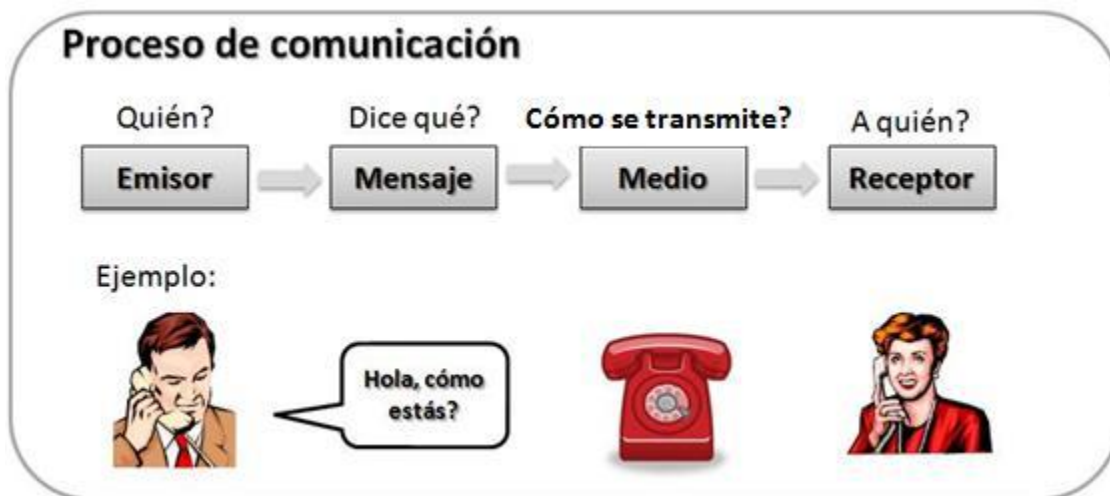 Proceso de comunicación
Quién? Dice qué? Cómo se transmite? A quién?
Emisor Mensaje Medio Receptor
Ejemplo:
Hola, cómo
estás?